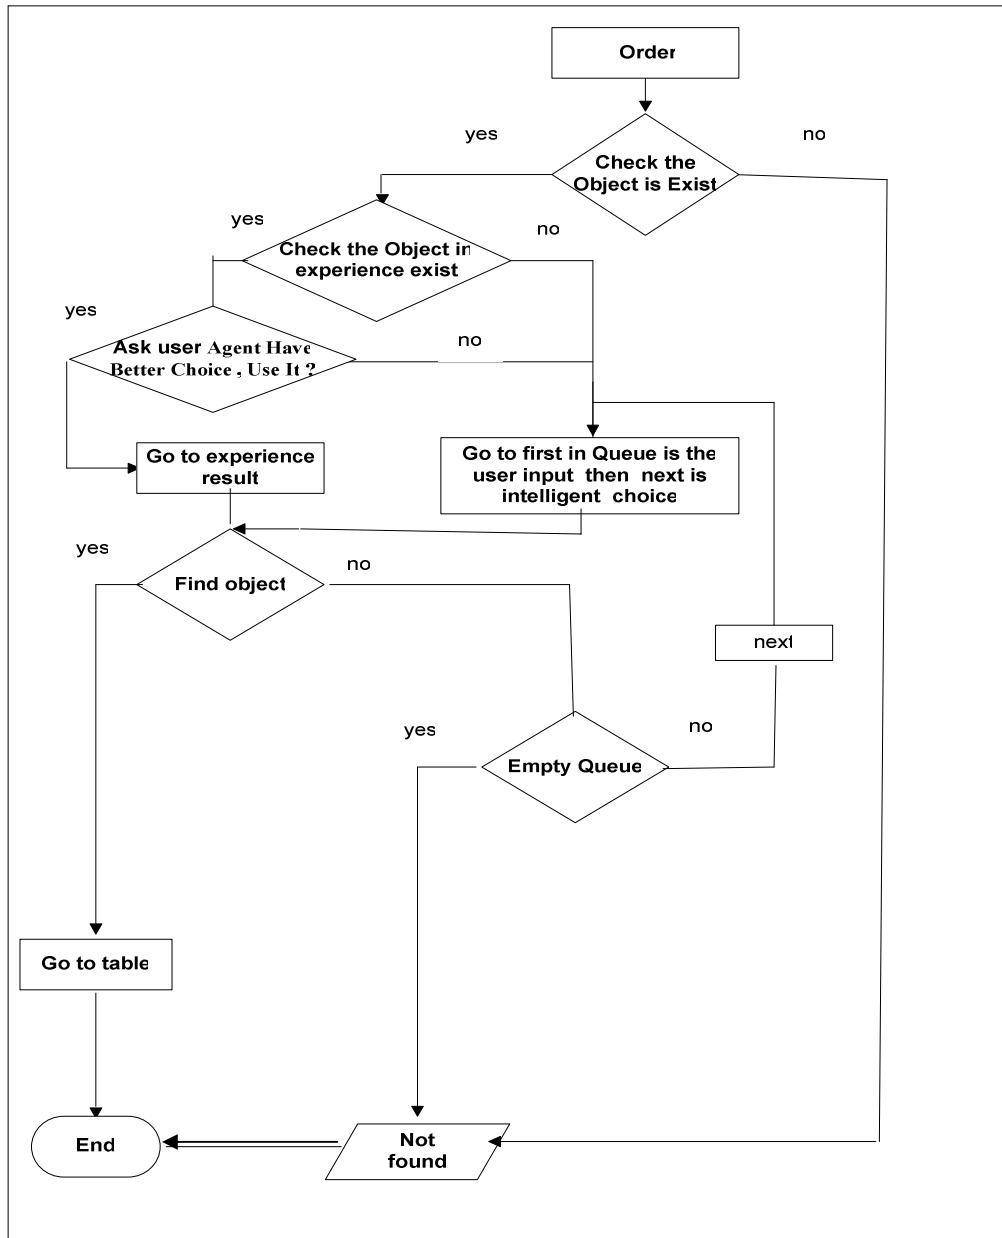 Order
yes
no
Check the
Object is Exist
yes
no
Check the Object in
experience exist
yes
no
Ask user Agent Have
Better Choice , Use It ?
Go to experience
result
Go to first in Queue is the
user input then next is
intelligent choice
yes
no
Find object
next
yes
no
Empty Queue
Go to table
End
Not
found